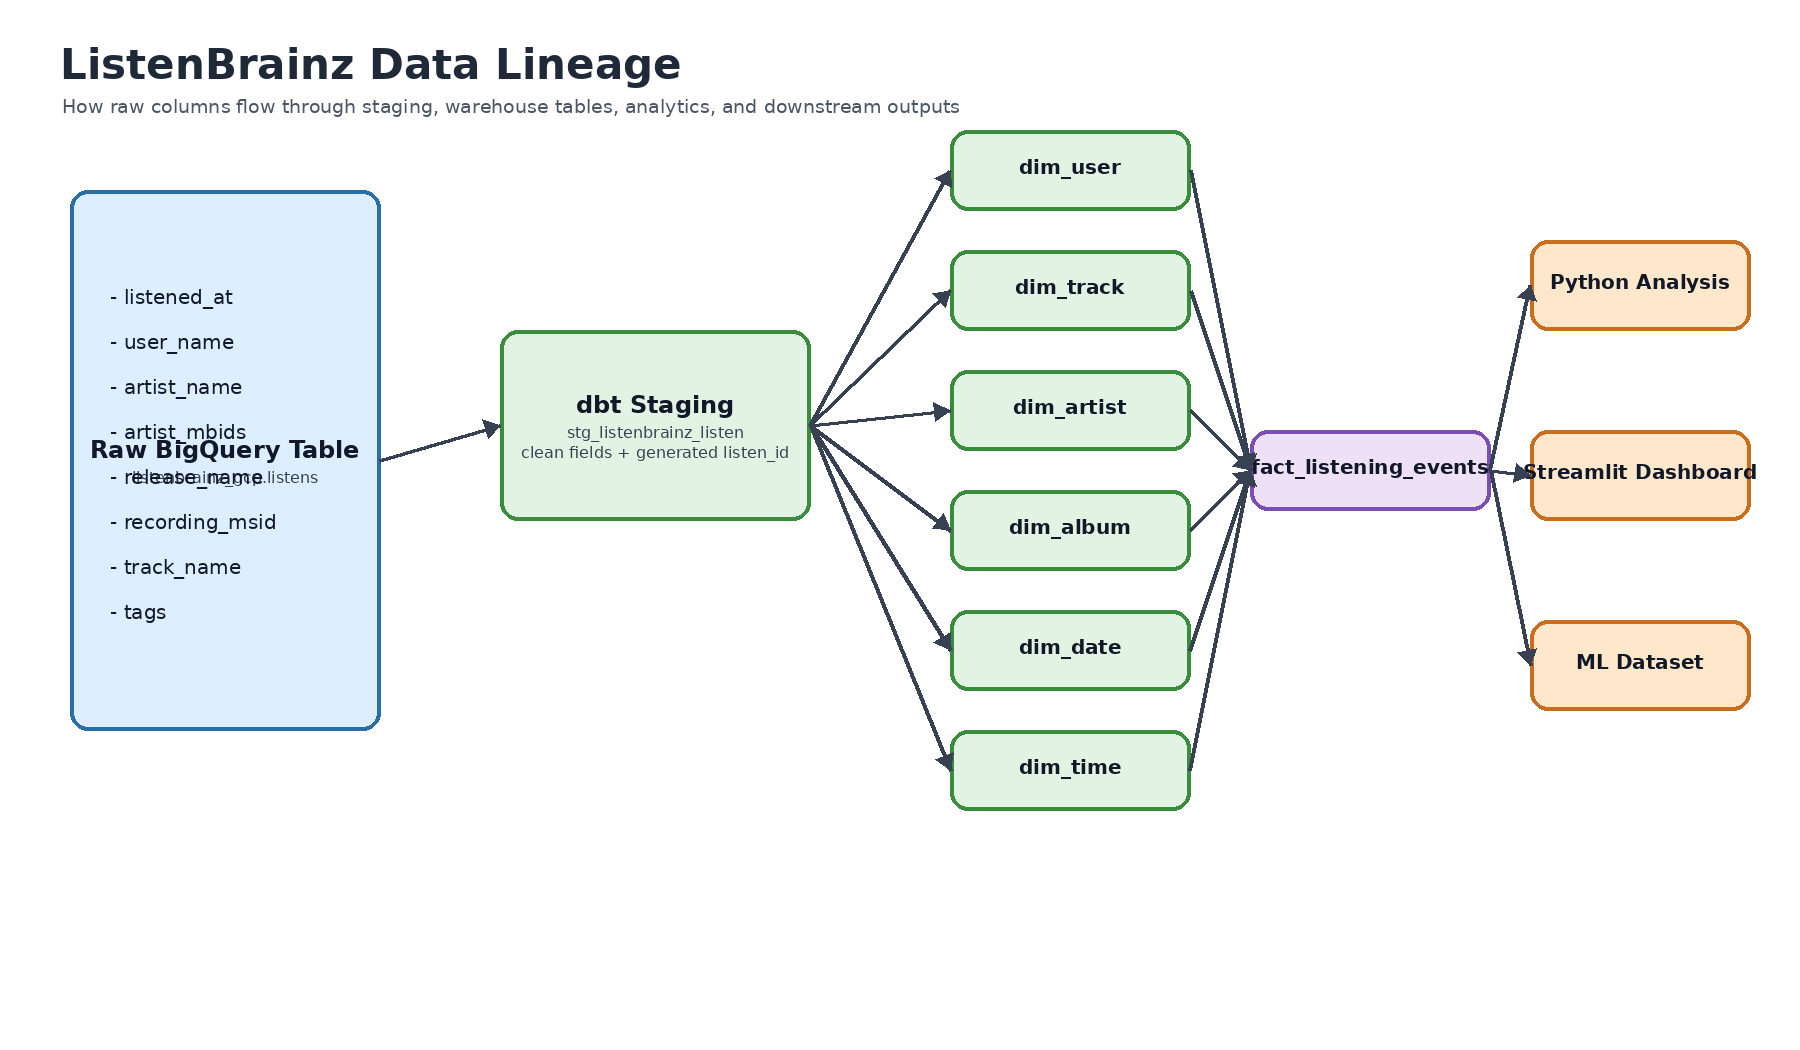 ListenBrainz Data Lineage
How raw columns flow through staging, warehouse tables, analytics, and downstream outputs
- listened_at
- user_name
- artist_name
- artist_mbids
Raw BigQuery Table
- release_name
listenbrainz_gcp.listens
- recording_msid
- track_name
- tags
dbt Staging
stg_listenbrainz_listen
clean fields + generated listen_id
dim_user
dim_track
dim_artist
dim_album
dim_date
dim_time
fact_listening_events
Python Analysis
Streamlit Dashboard
ML Dataset